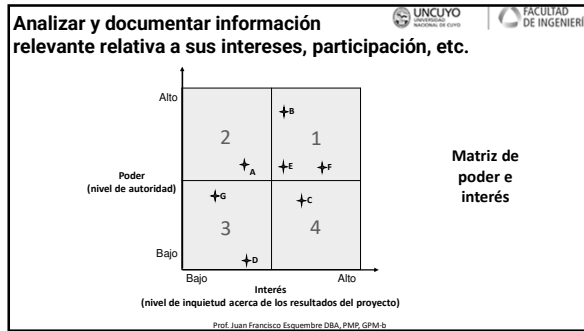 Analizar y documentar información
relevante relativa a sus intereses, participación, etc.
UNCUYO
UNIVERSIDAD
NACIONAL DE CUYO
FACULTAD
DE INGENIERÍ
Alto
B
2
1
A
E
F
Poder
(nivel de autoridad)
Matriz de
poder e
interés
G
C
3
4
D
Bajo
Bajo
Alto
Interés
(nivel de inquietud acerca de los resultados del proyecto)
Prof. Juan Francisco Esquembre DBA, PMP, GPM-b